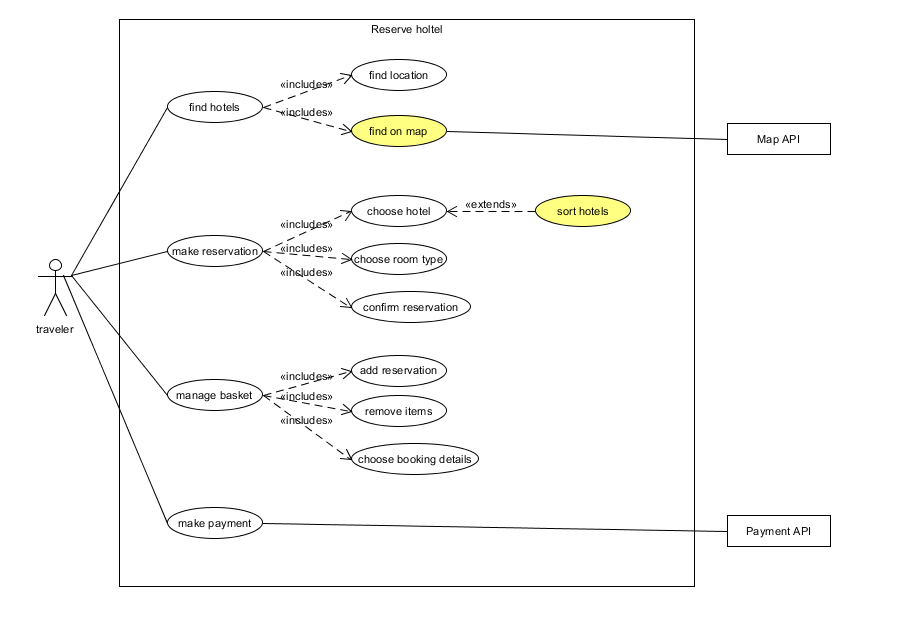 Reserve holtel
find location
«includes»
find hotels
«includes»
find on map
Map API
choose hotel
«extends»
sort hotels
«includes»
make reservation
«includes»
choose room type
«includes»
confirm reservation
traveler
add reservation
«includes»
manage basket
«includes»
remove items
«includes»
choose booking details
make payment
Payment API